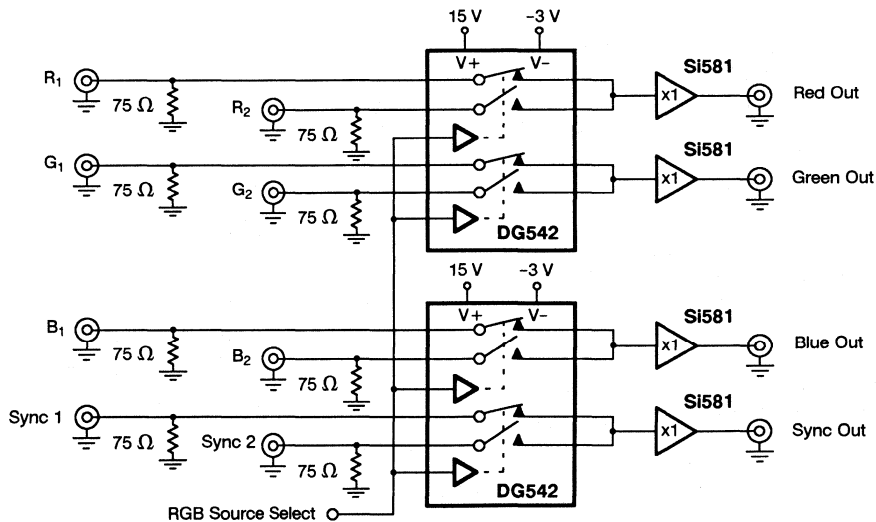 15 V
−3 V
V+
V−
R1
75 Ω
R2
75 Ω
Si581
x1
Red Out
G1
75 Ω
G2
75 Ω
Si581
x1
Green Out
DG542
15 V
−3 V
V+
V−
B1
75 Ω
B2
75 Ω
Si581
x1
Blue Out
Sync 1
75 Ω
Sync 2
75 Ω
Si581
x1
Sync Out
DG542
RGB Source Select